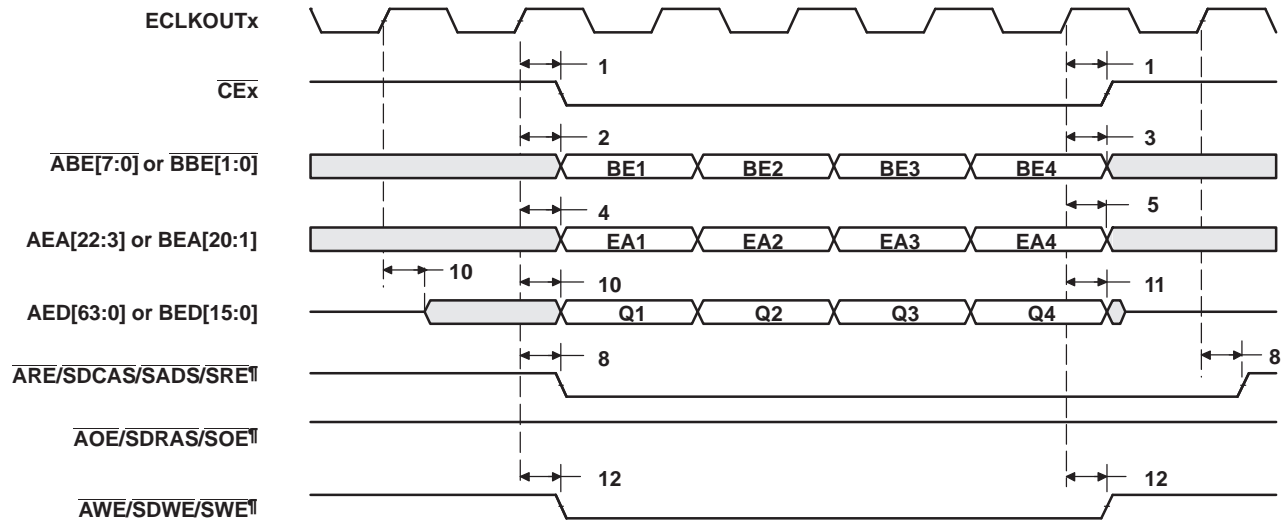 ECLKOUTx
1 1
CEx
2 3
ABE[7:0] or BBE[1:0]
BE1 BE2 BE3 BE4
4 5
AEA[22:3] or BEA[20:1]
EA1 EA2 EA3 EA4
10 10 11
AED[63:0] or BED[15:0]
Q1 Q2 Q3 Q4
8 8
ARE/SDCAS/SADS/SRE¶
AOE/SDRAS/SOE¶
12 12
AWE/SDWE/SWE¶